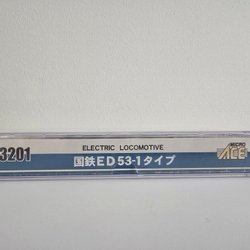 3201
ELECTRIC LOCOMOTIVE
国鉄ED53-1タイプ
MICRO
ACE